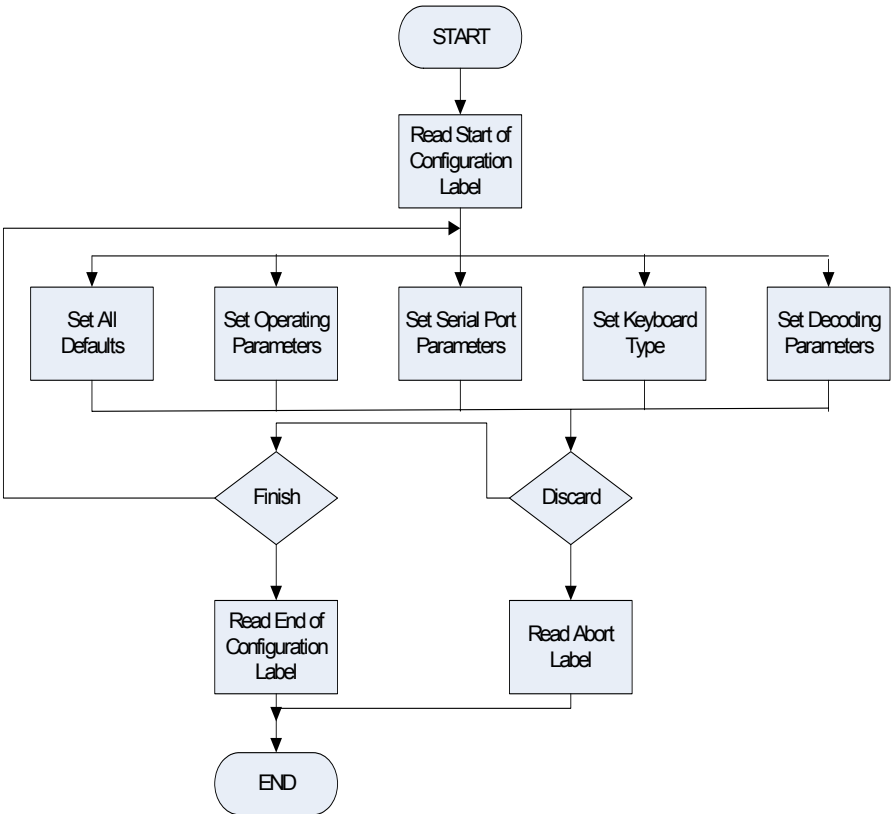 START
Read Start of
Configuration
Label
Set All
Defaults
Set Operating
Parameters
Set Serial Port
Parameters
Set Keyboard
Type
Set Decoding
Parameters
Finish
Discard
Read End of
Configuration
Label
Read Abort
Label
END